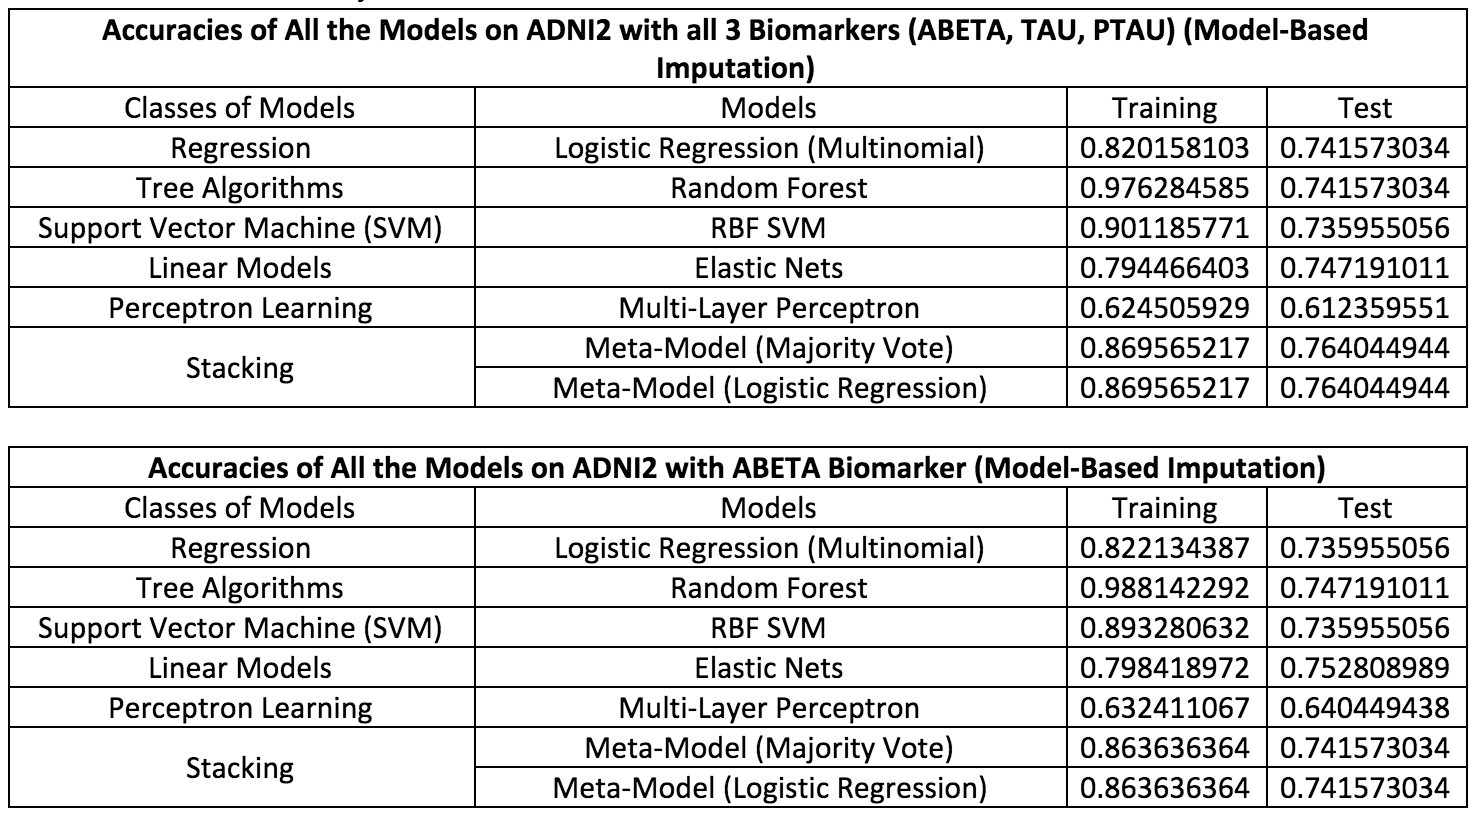 Accuracies of All the Models on ADNI2 with all 3 Biomarkers (ABETA, TAU, PTAU) (Model-Based
Imputation)
Classes of Models Models Training Test
Regression Logistic Regression (Multinomial) 0.820158103 0.741573034
Tree Algorithms Random Forest 0.976284585 0.741573034
Support Vector Machine (SVM) RBF SVM 0.901185771 0.735955056
Linear Models Elastic Nets 0.794466403 0.747191011
Perceptron Learning Multi-Layer Perceptron 0.624505929 0.612359551
Stacking Meta-Model (Majority Vote) 0.869565217 0.764044944
Meta-Model (Logistic Regression) 0.869565217 0.764044944
Accuracies of All the Models on ADNI2 with ABETA Biomarker (Model-Based Imputation)
Classes of Models Models Training Test
Regression Logistic Regression (Multinomial) 0.822134387 0.735955056
Tree Algorithms Random Forest 0.988142292 0.747191011
Support Vector Machine (SVM) RBF SVM 0.893280632 0.735955056
Linear Models Elastic Nets 0.798418972 0.752808989
Perceptron Learning Multi-Layer Perceptron 0.632411067 0.640449438
Stacking Meta-Model (Majority Vote) 0.863636364 0.741573034
Meta-Model (Logistic Regression) 0.863636364 0.741573034